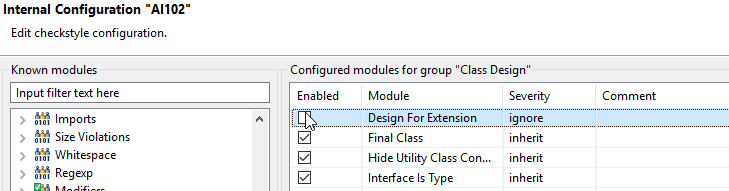 Internal Configuration "AI102"
Edit checkstyle configuration.
Known modules
Input filter text here
Imports
Size Violations
Whitespace
Regexp
Modifiers
Configured modules for group "Class Design"
Enabled Module Severity Comment
Design For Extension ignore
Final Class inherit
Hide Utility Class Con... inherit
Interface Is Type inherit